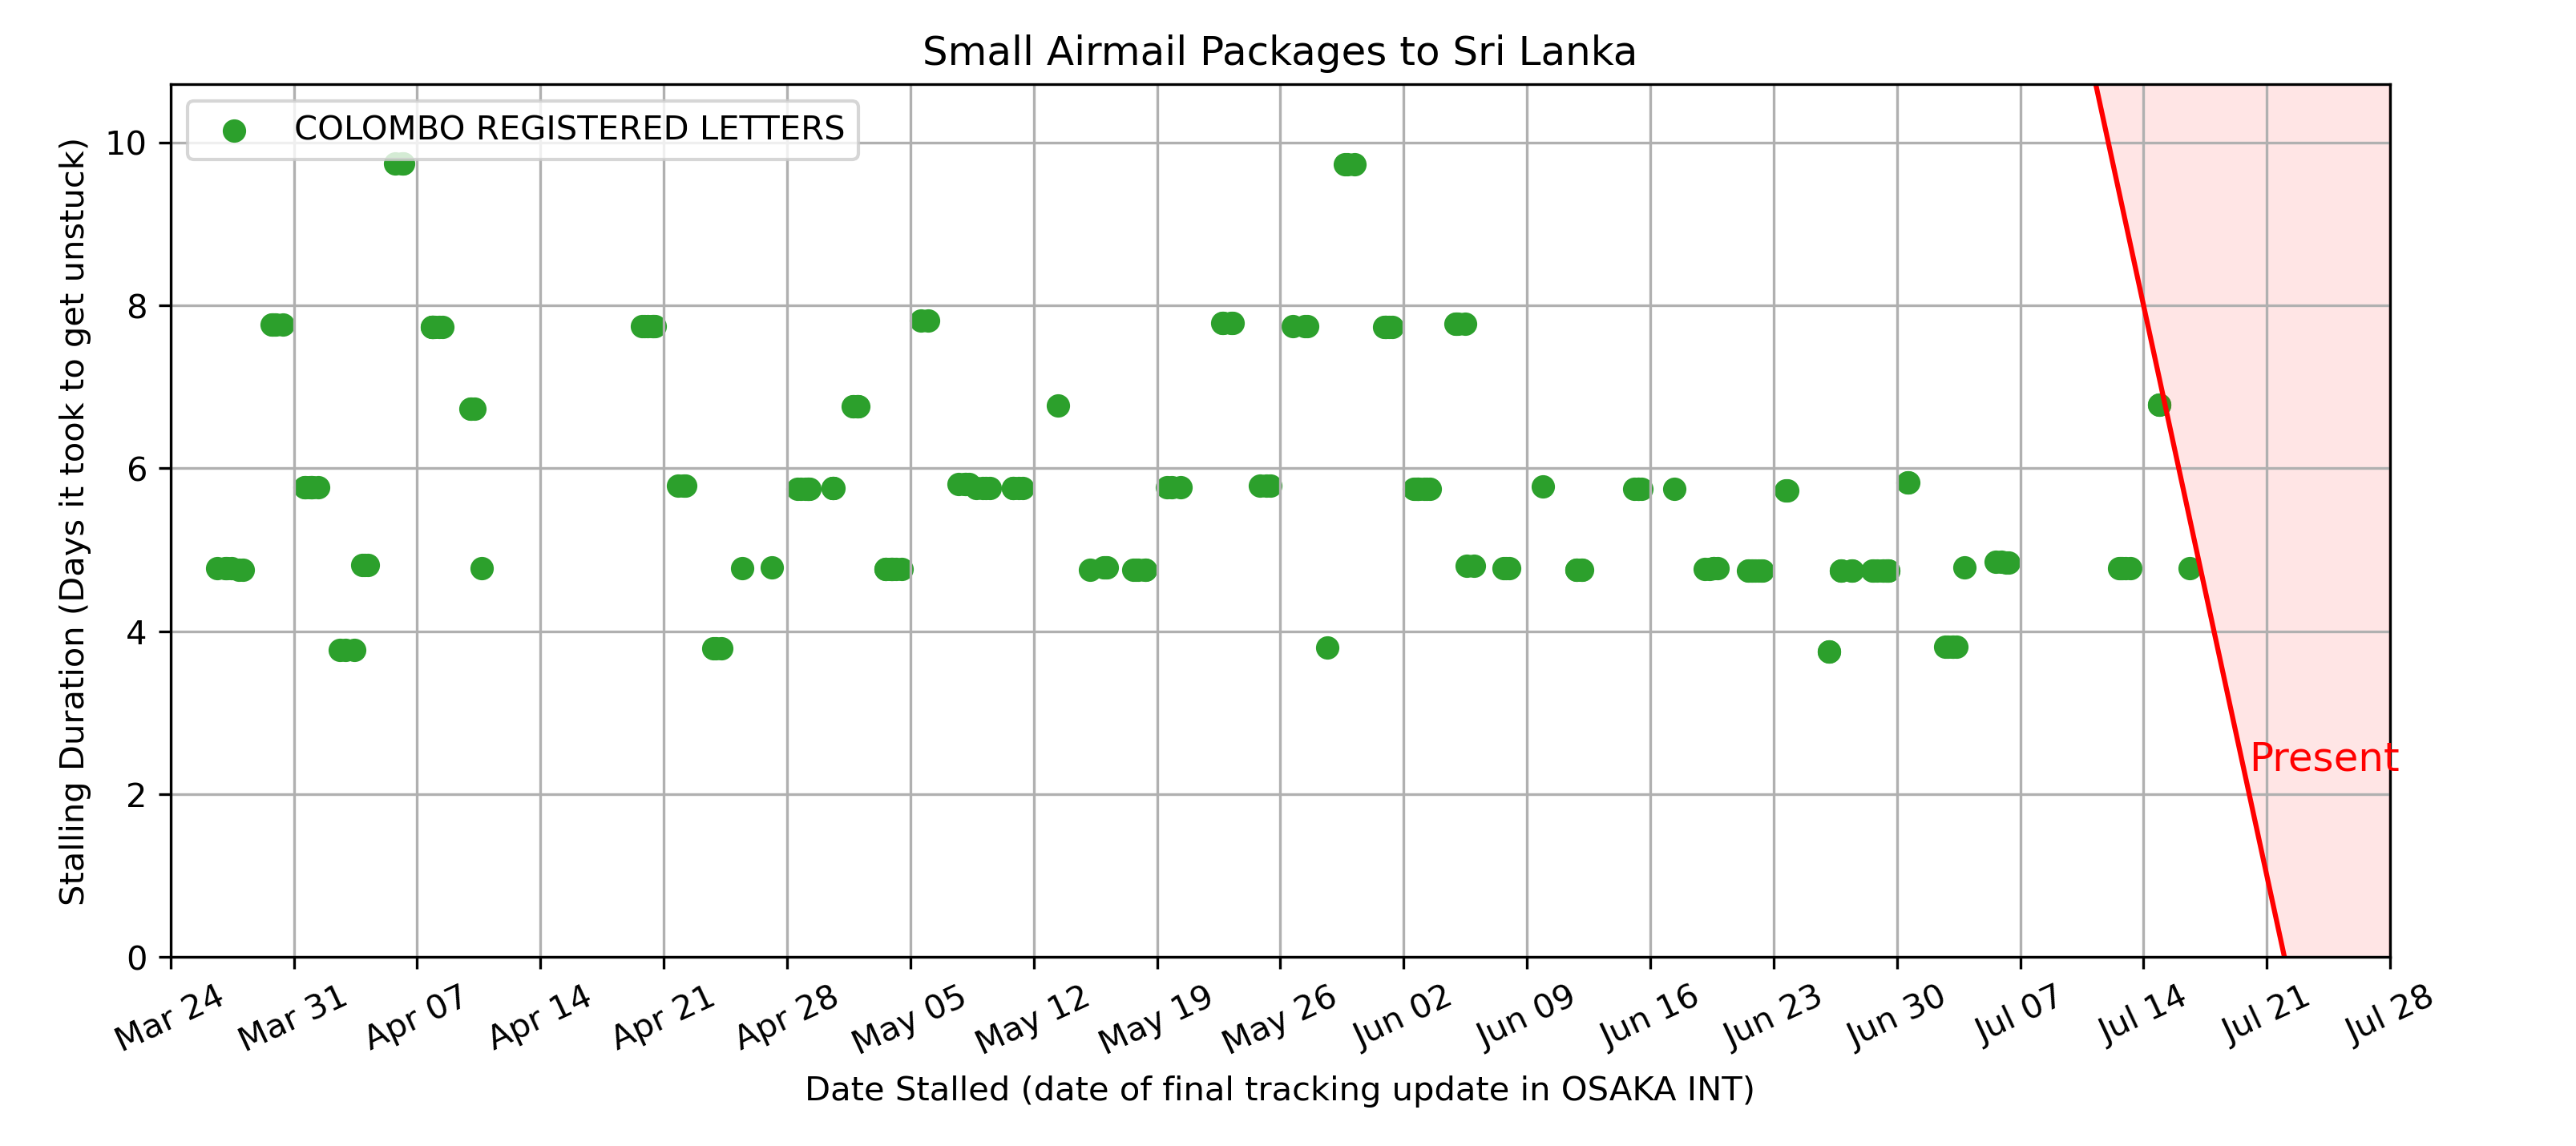 Small Airmail Packages to Sri Lanka
COLOMBO REGISTERED LETTERS
Stalling Duration (Days it took to get unstuck)
10
8
6
4
2
0
Present
Mar 24
Mar 31
Apr 07
Apr 14
Apr 21
Apr 28
May 05
May 12
May 19
May 26
Jun 02
Jun 09
Jun 16
Jun 23
Jun 30
Jul 07
Jul 14
Jul 21
Jul 28
Date Stalled (date of final tracking update in OSAKA INT)